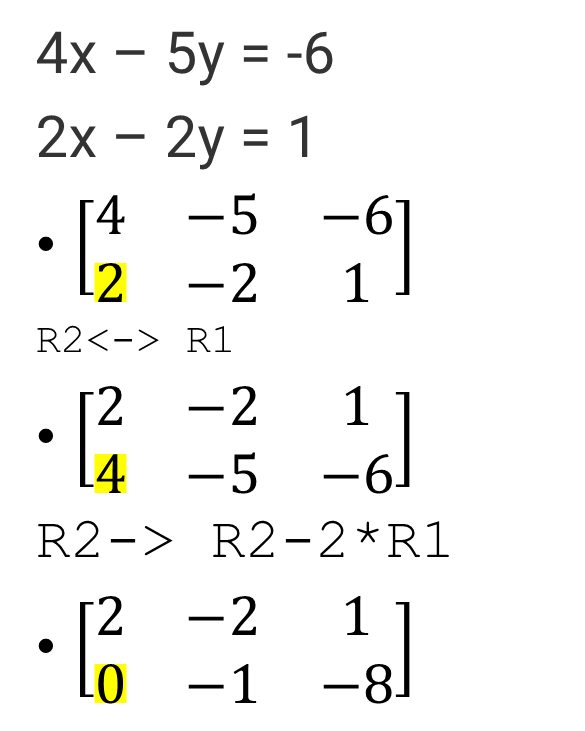 4x – 5y = -6
2x – 2y = 1
• [4 −5 −6]
[2 −2 1]
R2<-> R1
• [2 −2 1]
[4 −5 −6]
R2-> R2-2*R1
• [2 −2 1]
[0 −1 −8]